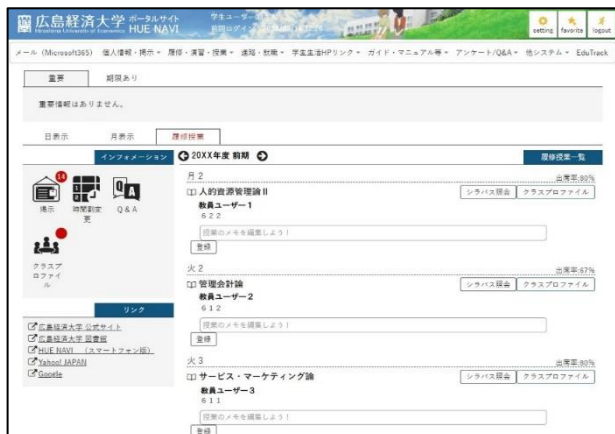 広島経済大学 ポータルサイト
Hiroshima University of Economics HUE NAVI
学生ユーザー
前回ログイン
setting favorite logout
メール (Microsoft365) 個人情報・掲示 履修・演習・授業 進路・就職 学生生活HPリンク ガイド・マニュアル等 アンケート/Q&A 他システム EduTrack
重要 期限あり
重要情報はありません。
日表示 月表示 履修授業
インフォメーション
14
掲示 時間割変更 Q & A
クラスプロファイル
リンク
広島経済大学 公式サイト
広島経済大学 図書館
HUE NAVI (スマートフォン版)
Yahoo! JAPAN
Google
20XX年度 前期 履修授業一覧
月2 出席率:80%
人的資源管理論Ⅱ シラバス照会 クラスプロファイル
教員ユーザー1
622
授業のメモを編集しよう!
登録
火2 出席率:67%
管理会計論 シラバス照会 クラスプロファイル
教員ユーザー2
612
授業のメモを編集しよう!
登録
火3 出席率:80%
サービス・マーケティング論 シラバス照会 クラスプロファイル
教員ユーザー3
611
授業のメモを編集しよう!
登録